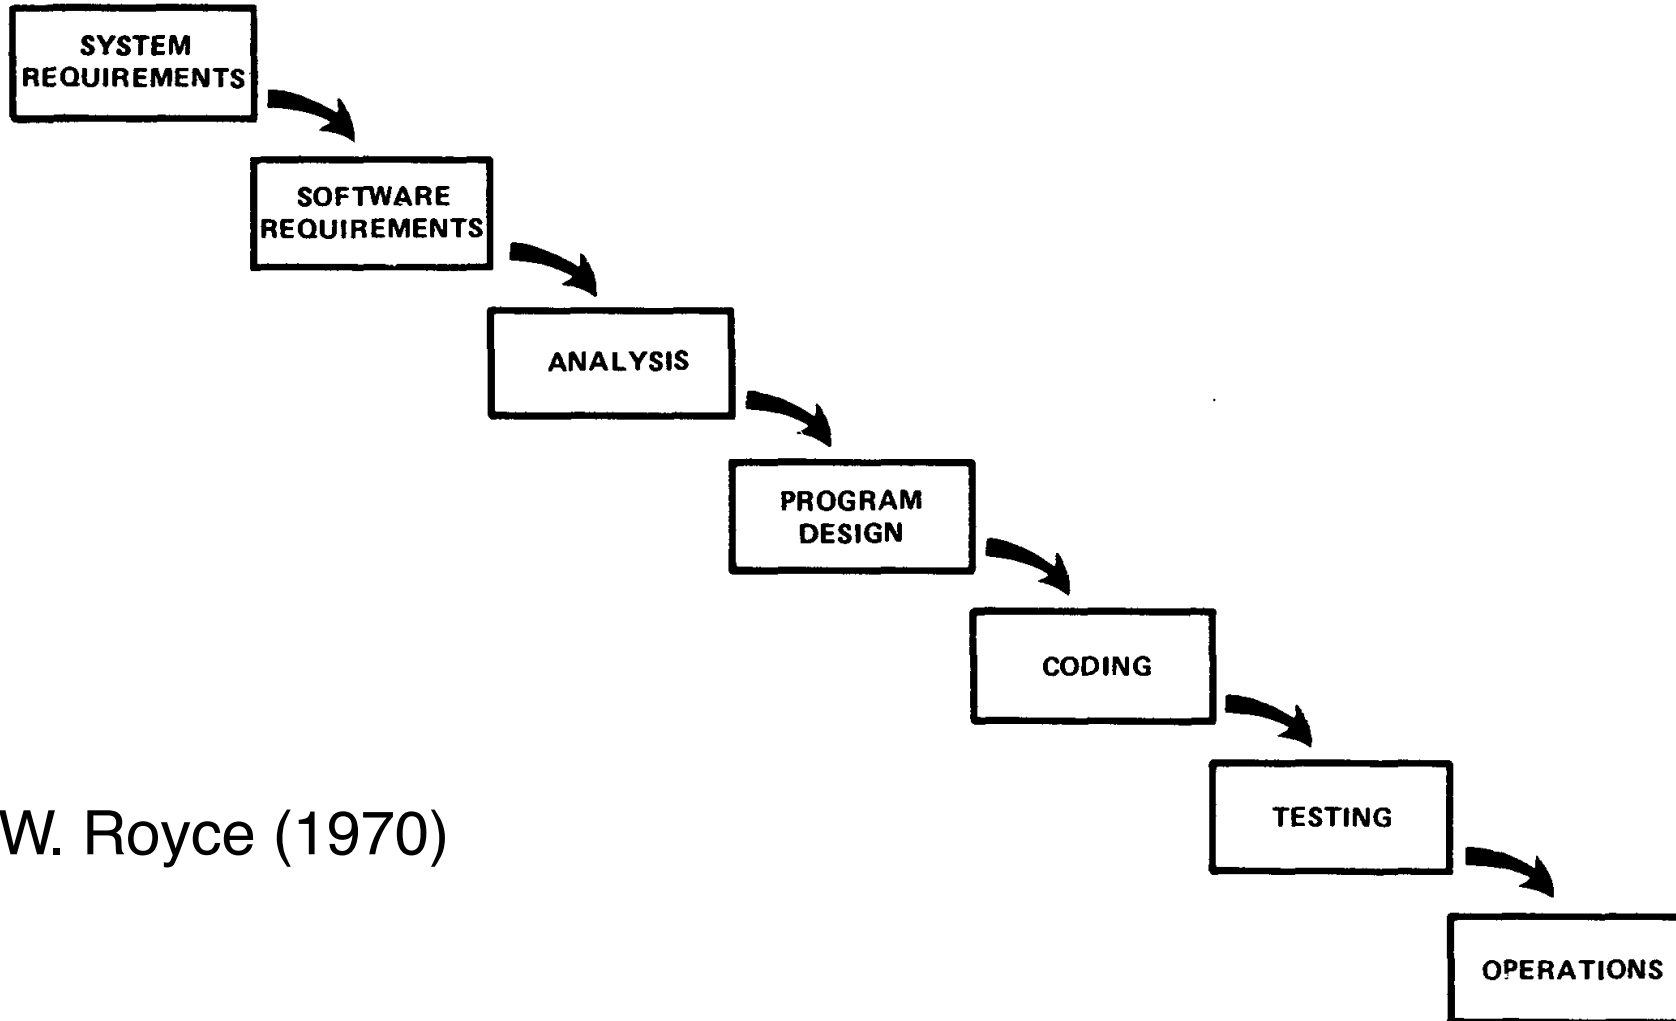 SYSTEM
REQUIREMENTS
SOFTWARE
REQUIREMENTS
ANALYSIS
PROGRAM
DESIGN
CODING
TESTING
OPERATIONS
W. Royce (1970)